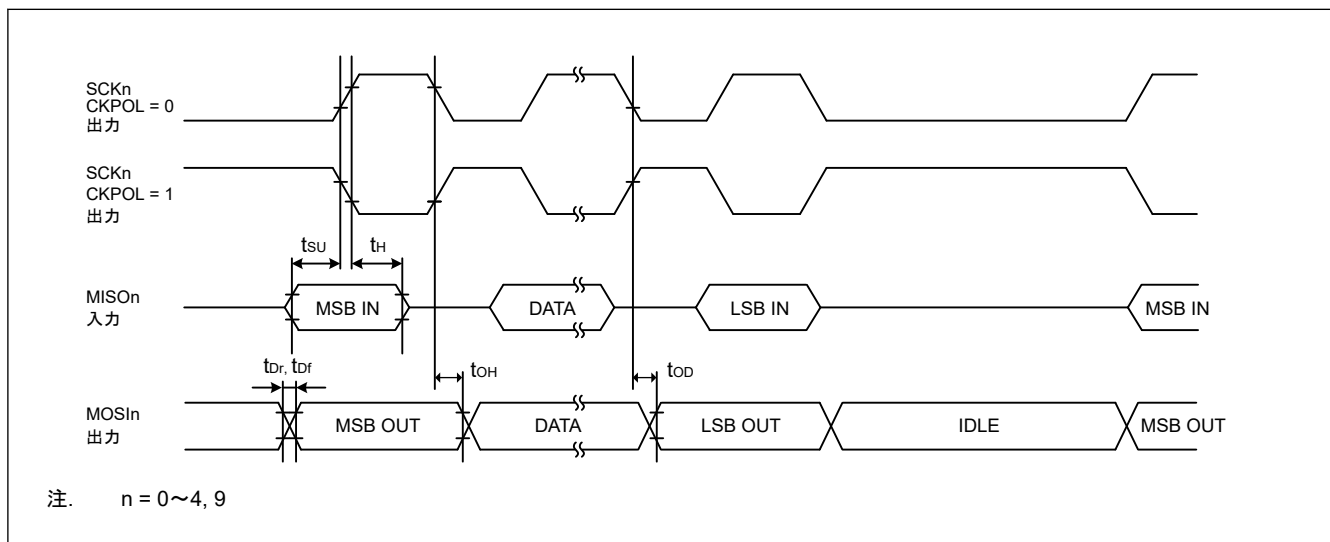 SCKn
CKPOL = 0
出力
SCKn
CKPOL = 1
出力
tSU
tH
MISOn
入力
MSB IN
DATA
LSB IN
MSB IN
tDr, tDf
tOH
tOD
MOSIn
出力
MSB OUT
DATA
LSB OUT
IDLE
MSB OUT
注. n = 0～4, 9